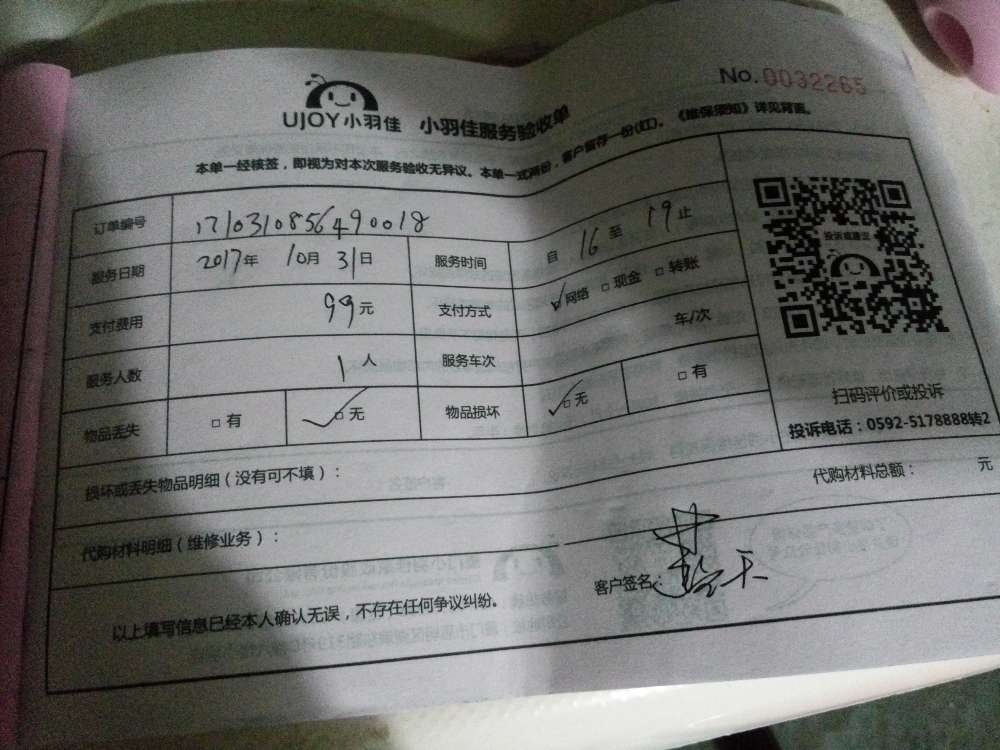 No.0032265
UJOY小羽佳 小羽佳服务验收单
本单一经核签，即视为对本次服务验收无异议。本单一式两份，客户留存一份(红)。《维保须知》详见背面。
订单编号 1710310856490018
服务日期 2017年 10月 31日 服务时间 自 16 至 19 止
支付费用 99元 支付方式 ☑网络 □现金 □转账
服务人数 1人 服务车次 车/次
物品丢失 □有 ☑无 物品损坏 ☑无 □有
投诉或建议
扫码评价或投诉
投诉电话：0592-5178888转2
损坏或丢失物品明细（没有可不填）：
代购材料明细（维修业务）： 代购材料总额： 元
以上填写信息已经本人确认无误，不存在任何争议纠纷。 客户签名：